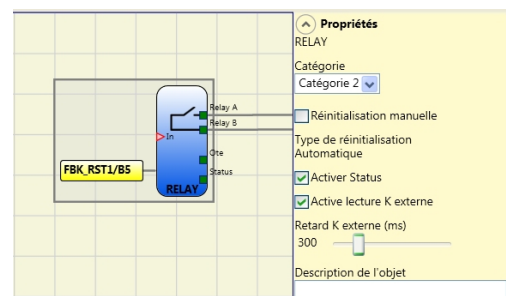 Relay A
Relay B
In
Ote
Status
FBK_RST1/B5
RELAY
Propriétés
RELAY
Catégorie
Catégorie 2
Réinitialisation manuelle
Type de réinitialisation
Automatique
Activer Status
Active lecture K externe
Retard K externe (ms)
300
Description de l'objet